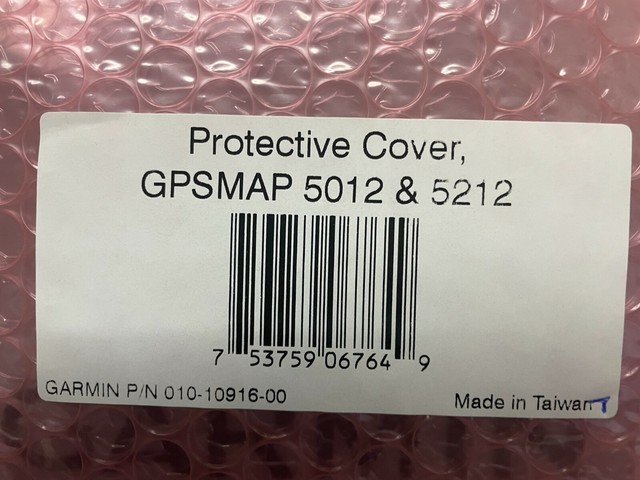 Protective Cover,
GPSMAP 5012 & 5212
7 53759 06764 9
GARMIN P/N 010-10916-00
Made in Taiwan